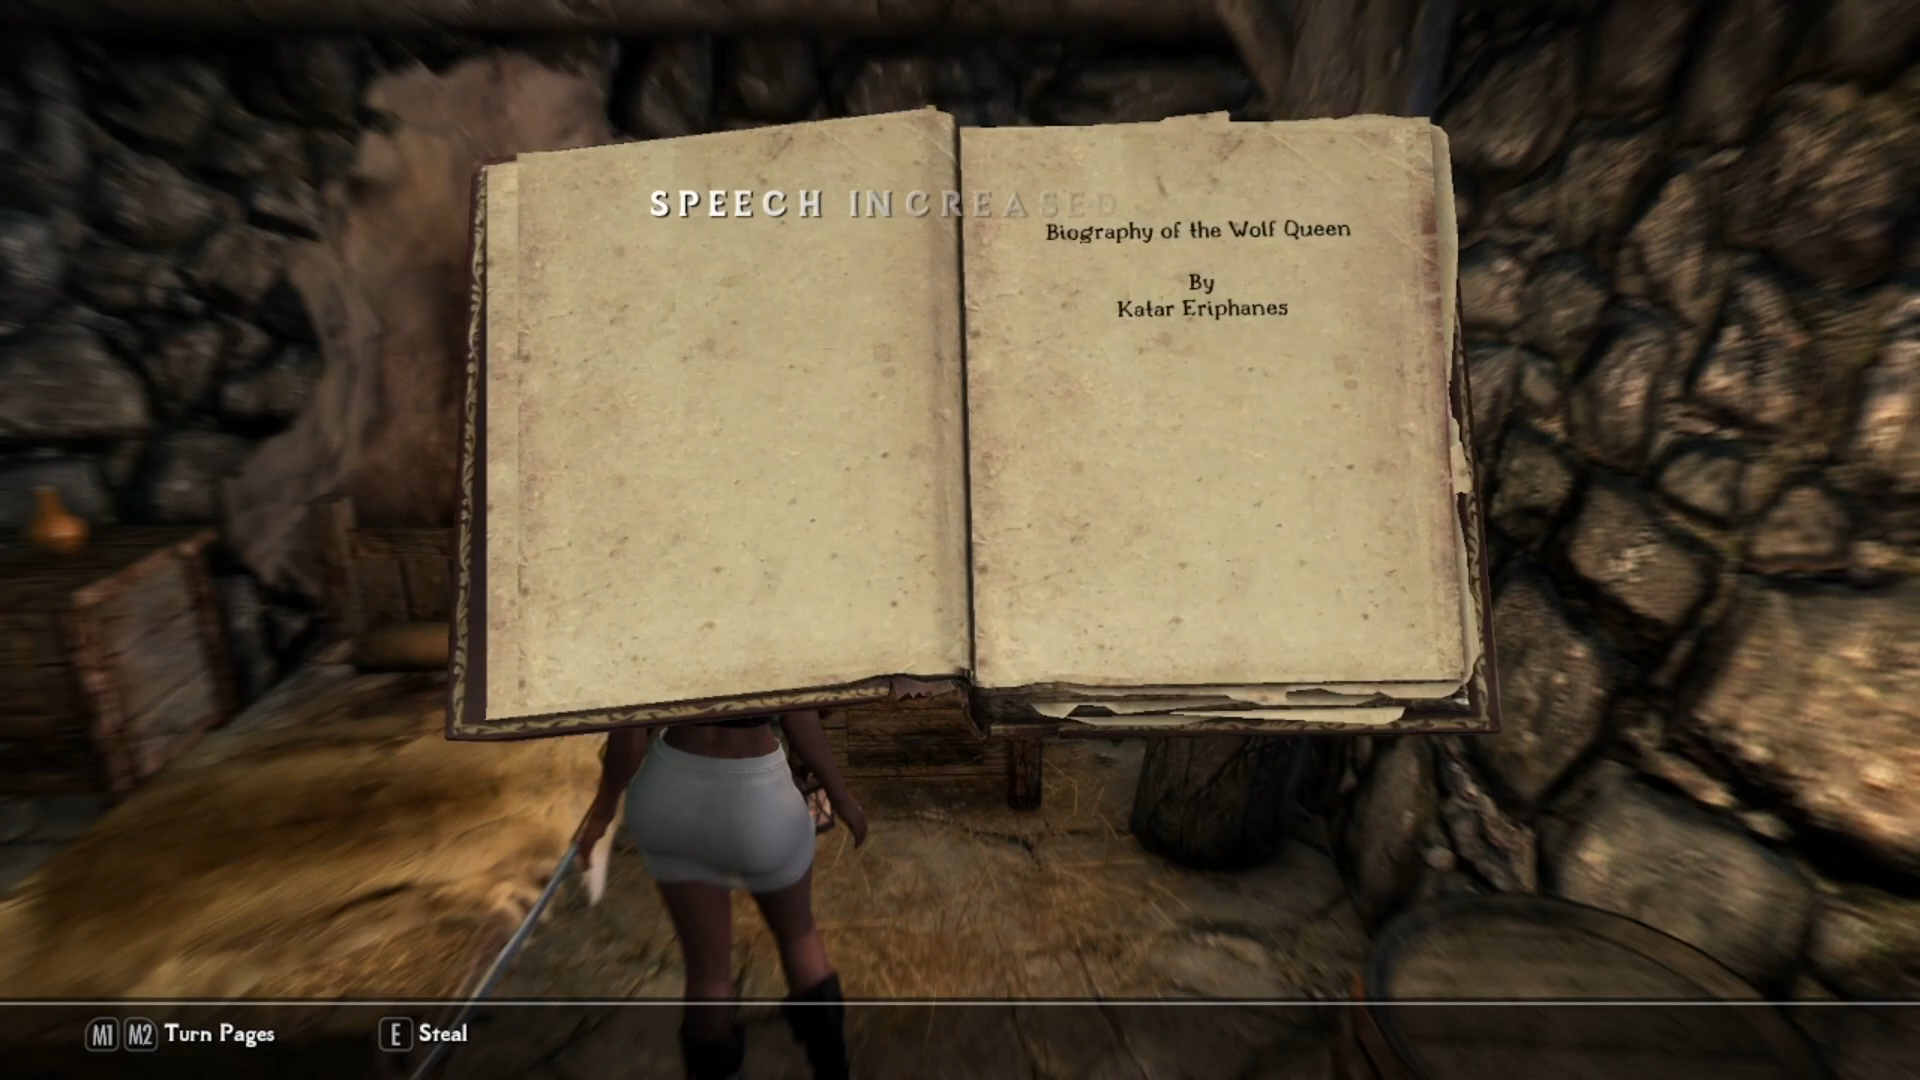 SPEECH INCREASED
Biography of the Wolf Queen
By
Katar Eriphanes
M1 M2 Turn Pages
E Steal